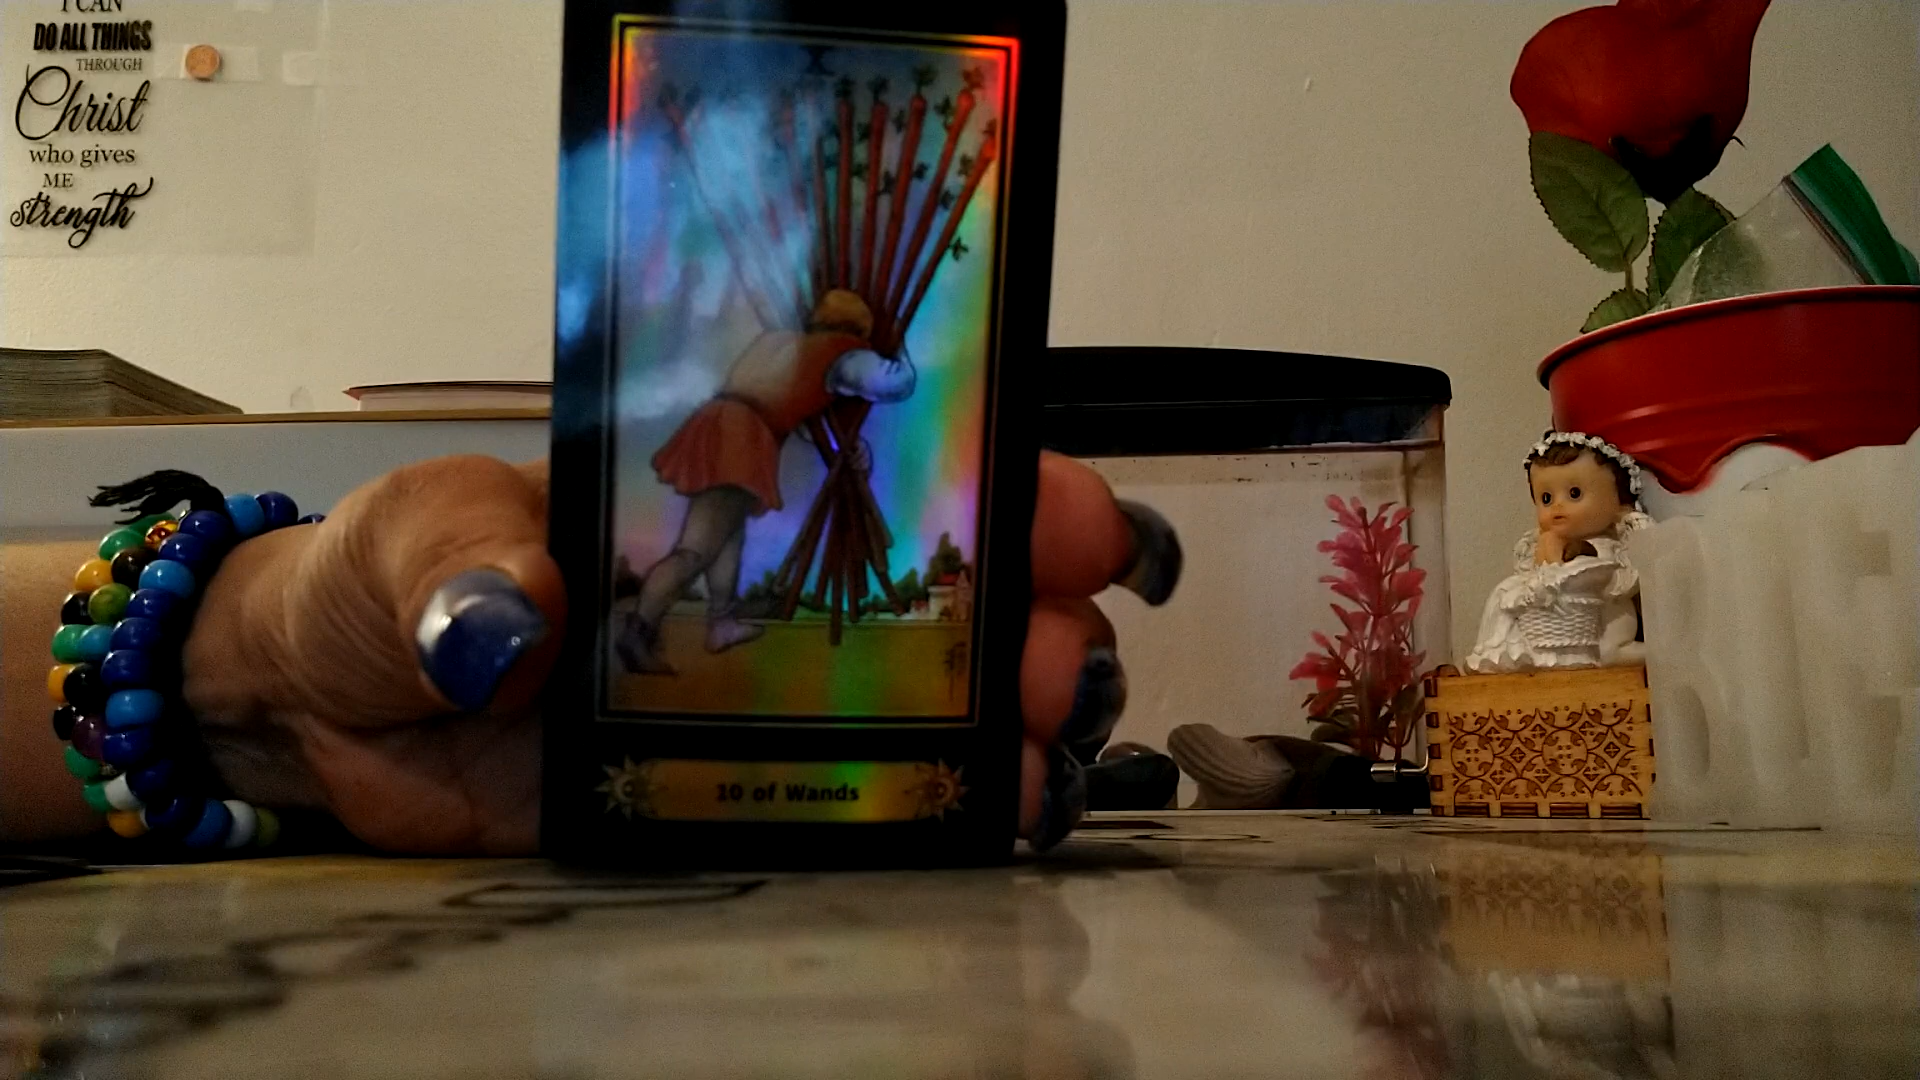 I CAN
DO ALL THINGS
THROUGH
Christ
who gives
ME
strength
X
10 of Wands